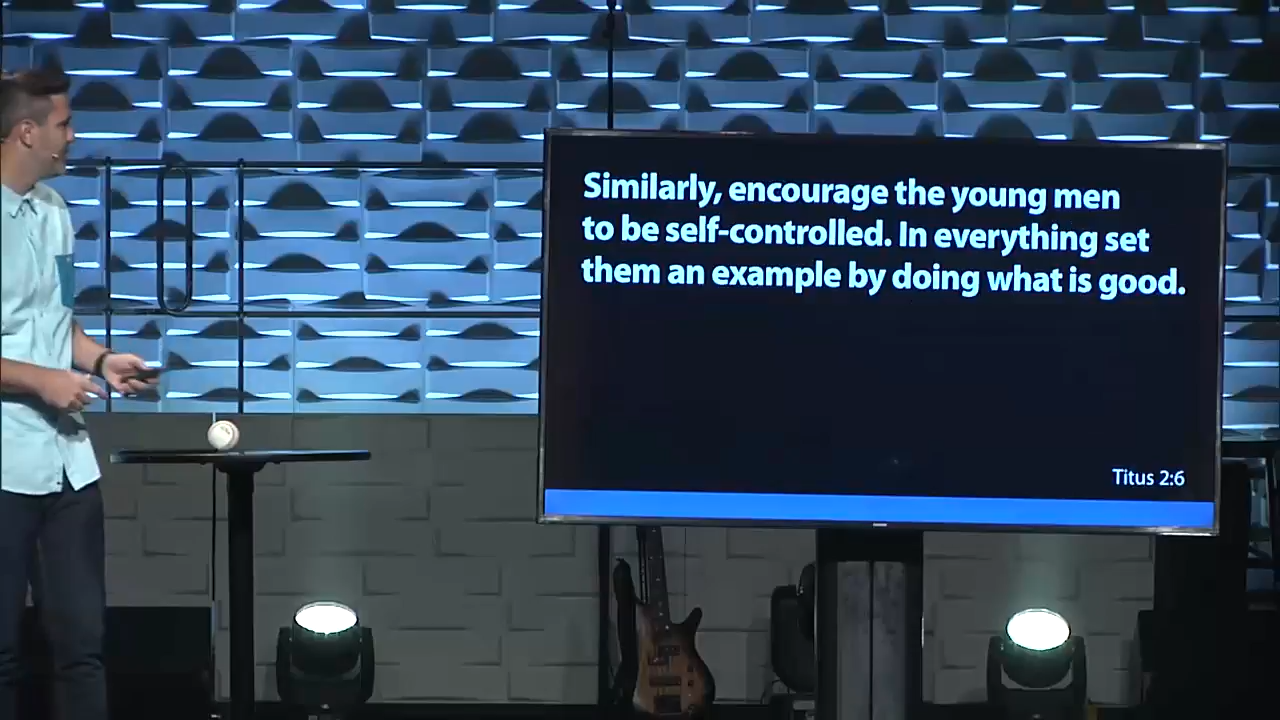 Similarly, encourage the young men
to be self-controlled. In everything set
them an example by doing what is good.
Titus 2:6